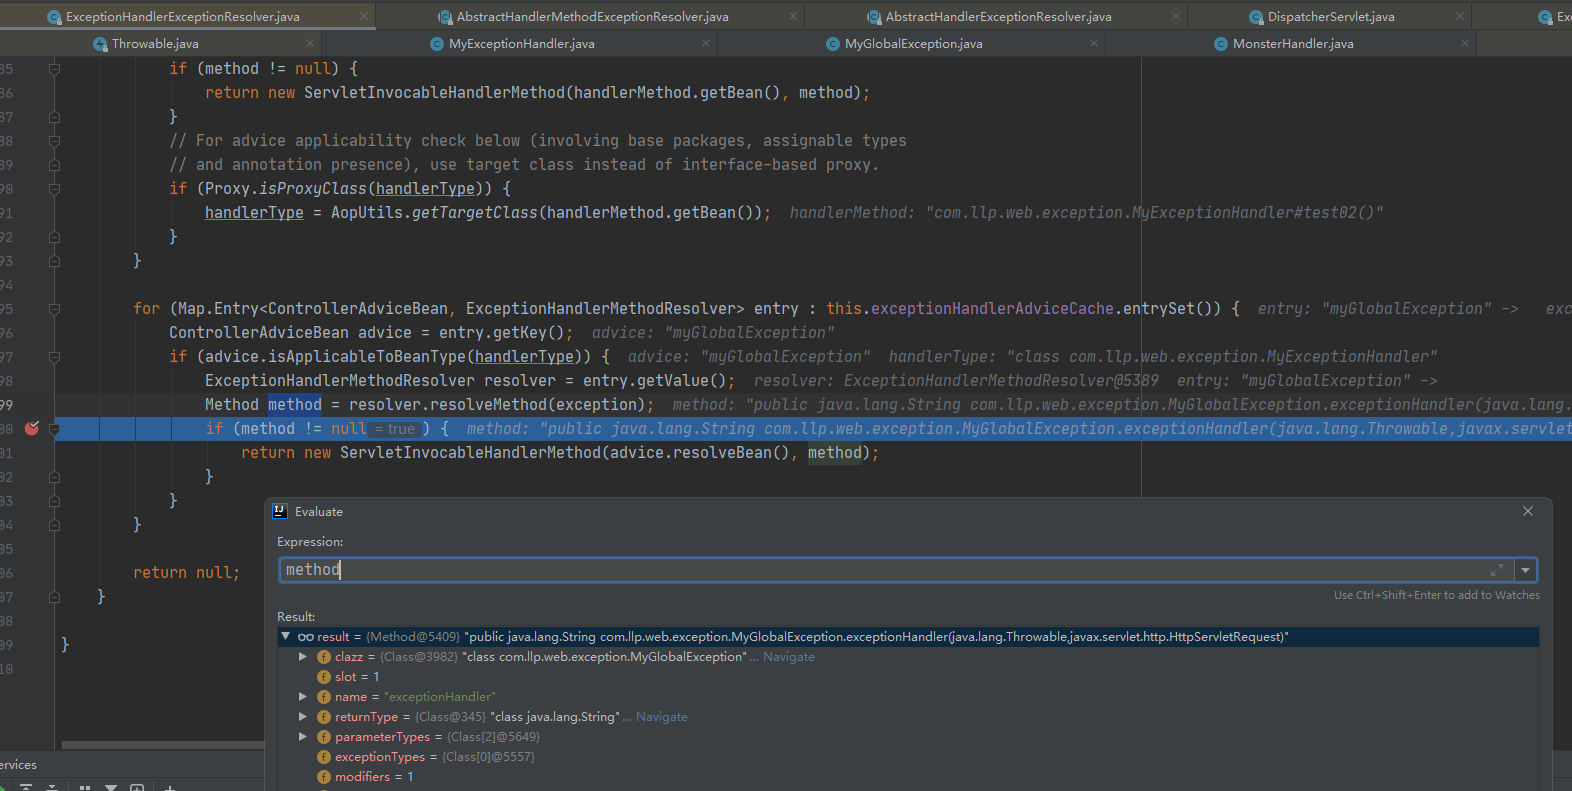 ExceptionHandlerExceptionResolver.java
AbstractHandlerMethodExceptionResolver.java
AbstractHandlerExceptionResolver.java
DispatcherServlet.java
Ex
Throwable.java
MyExceptionHandler.java
MyGlobalException.java
MonsterHandler.java
85 if (method != null) {
86 return new ServletInvocableHandlerMethod(handlerMethod.getBean(), method);
87 }
88 // For advice applicability check below (involving base packages, assignable types
89 // and annotation presence), use target class instead of interface-based proxy.
90 if (Proxy.isProxyClass(handlerType)) {
91 handlerType = AopUtils.getTargetClass(handlerMethod.getBean()); handlerMethod: "com.llp.web.exception.MyExceptionHandler#test02()"
92 }
93 }
94
95 for (Map.Entry<ControllerAdviceBean, ExceptionHandlerMethodResolver> entry : this.exceptionHandlerAdviceCache.entrySet()) { entry: "myGlobalException" -> exc
96 ControllerAdviceBean advice = entry.getKey(); advice: "myGlobalException"
97 if (advice.isApplicableToBeanType(handlerType)) { advice: "myGlobalException" handlerType: "class com.llp.web.exception.MyExceptionHandler"
98 ExceptionHandlerMethodResolver resolver = entry.getValue(); resolver: ExceptionHandlerMethodResolver@5389 entry: "myGlobalException" ->
99 Method method = resolver.resolveMethod(exception); method: "public java.lang.String com.llp.web.exception.MyGlobalException.exceptionHandler(java.lang.
00 if (method != null = true ) { method: "public java.lang.String com.llp.web.exception.MyGlobalException.exceptionHandler(java.lang.Throwable,javax.servlet
01 return new ServletInvocableHandlerMethod(advice.resolveBean(), method);
02 }
03 }
04 }
05
06 return null;
07 }
08
09 }
10
Evaluate
Expression:
method
Use Ctrl+Shift+Enter to add to Watches
Result:
result = {Method@5409} "public java.lang.String com.llp.web.exception.MyGlobalException.exceptionHandler(java.lang.Throwable,javax.servlet.http.HttpServletRequest)"
clazz = {Class@3982} "class com.llp.web.exception.MyGlobalException"... Navigate
slot = 1
name = "exceptionHandler"
returnType = {Class@345} "class java.lang.String"... Navigate
parameterTypes = {Class[2]@5649}
exceptionTypes = {Class[0]@5557}
modifiers = 1
ervices